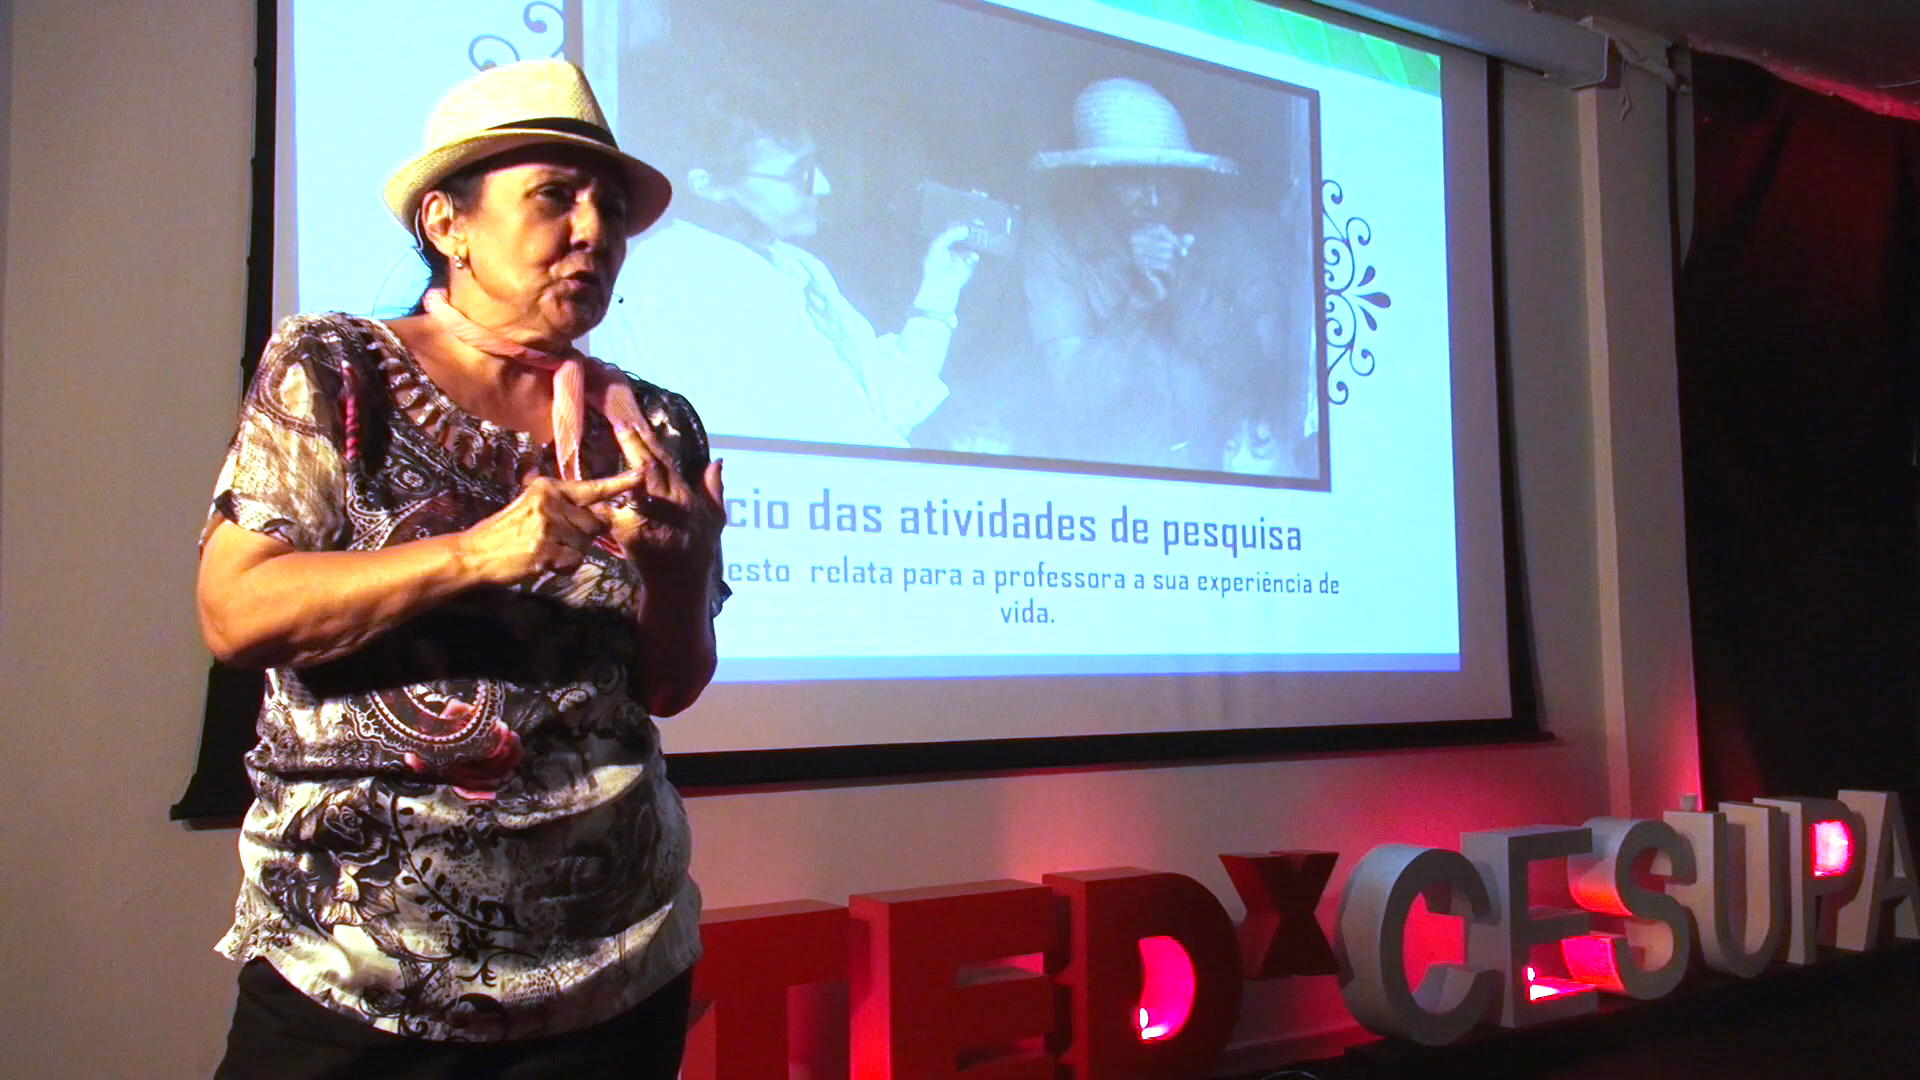 cio das atividades de pesquisa
esto relata para a professora a sua experiência de
vida.
TEDxCESUPA